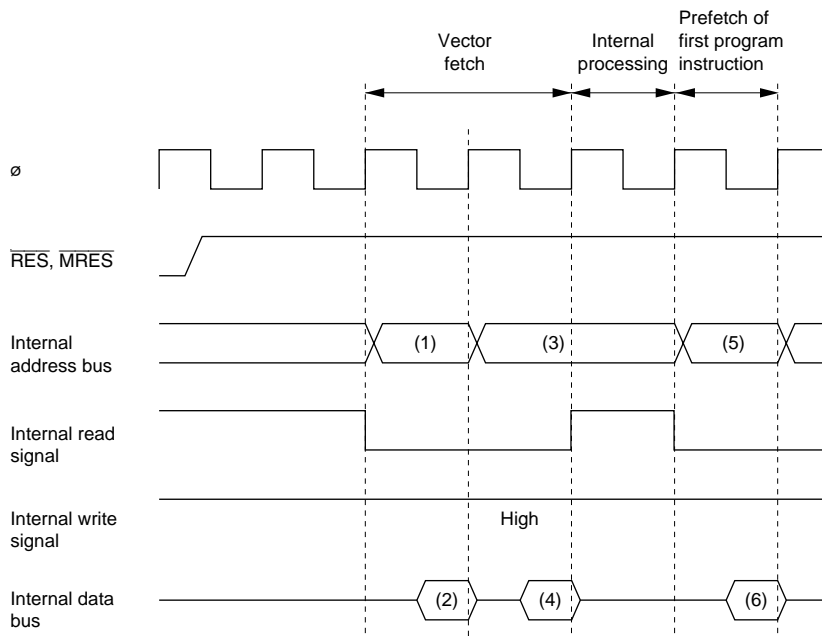 Vector
fetch
Internal
processing
Prefetch of
first program
instruction
ø
RES, MRES
Internal
address bus
(1)
(3)
(5)
Internal read
signal
Internal write
signal
High
Internal data
bus
(2)
(4)
(6)